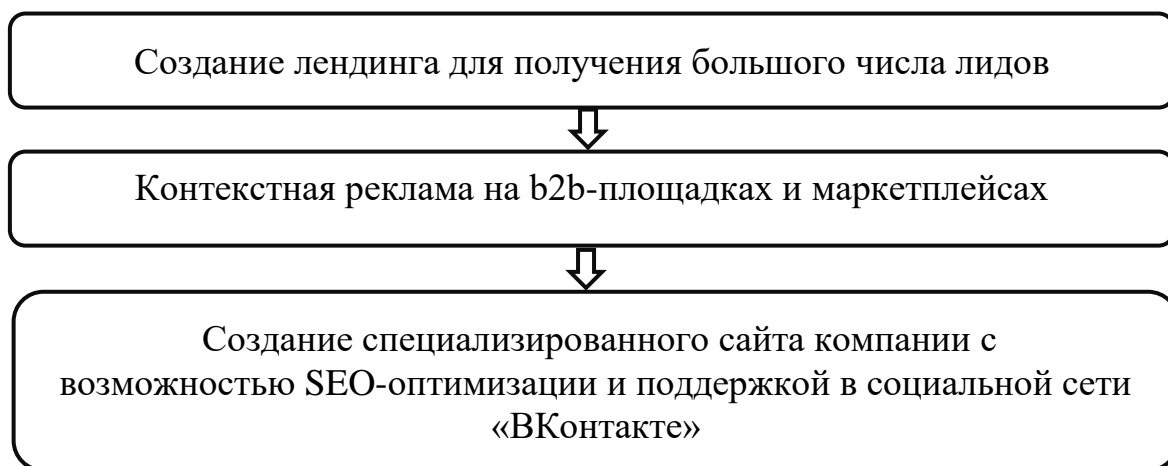 Создание лендинга для получения большого числа лидов
Контекстная реклама на b2b-площадках и маркетплейсах
Создание специализированного сайта компании с
возможностью SEO-оптимизации и поддержкой в социальной сети
«ВКонтакте»